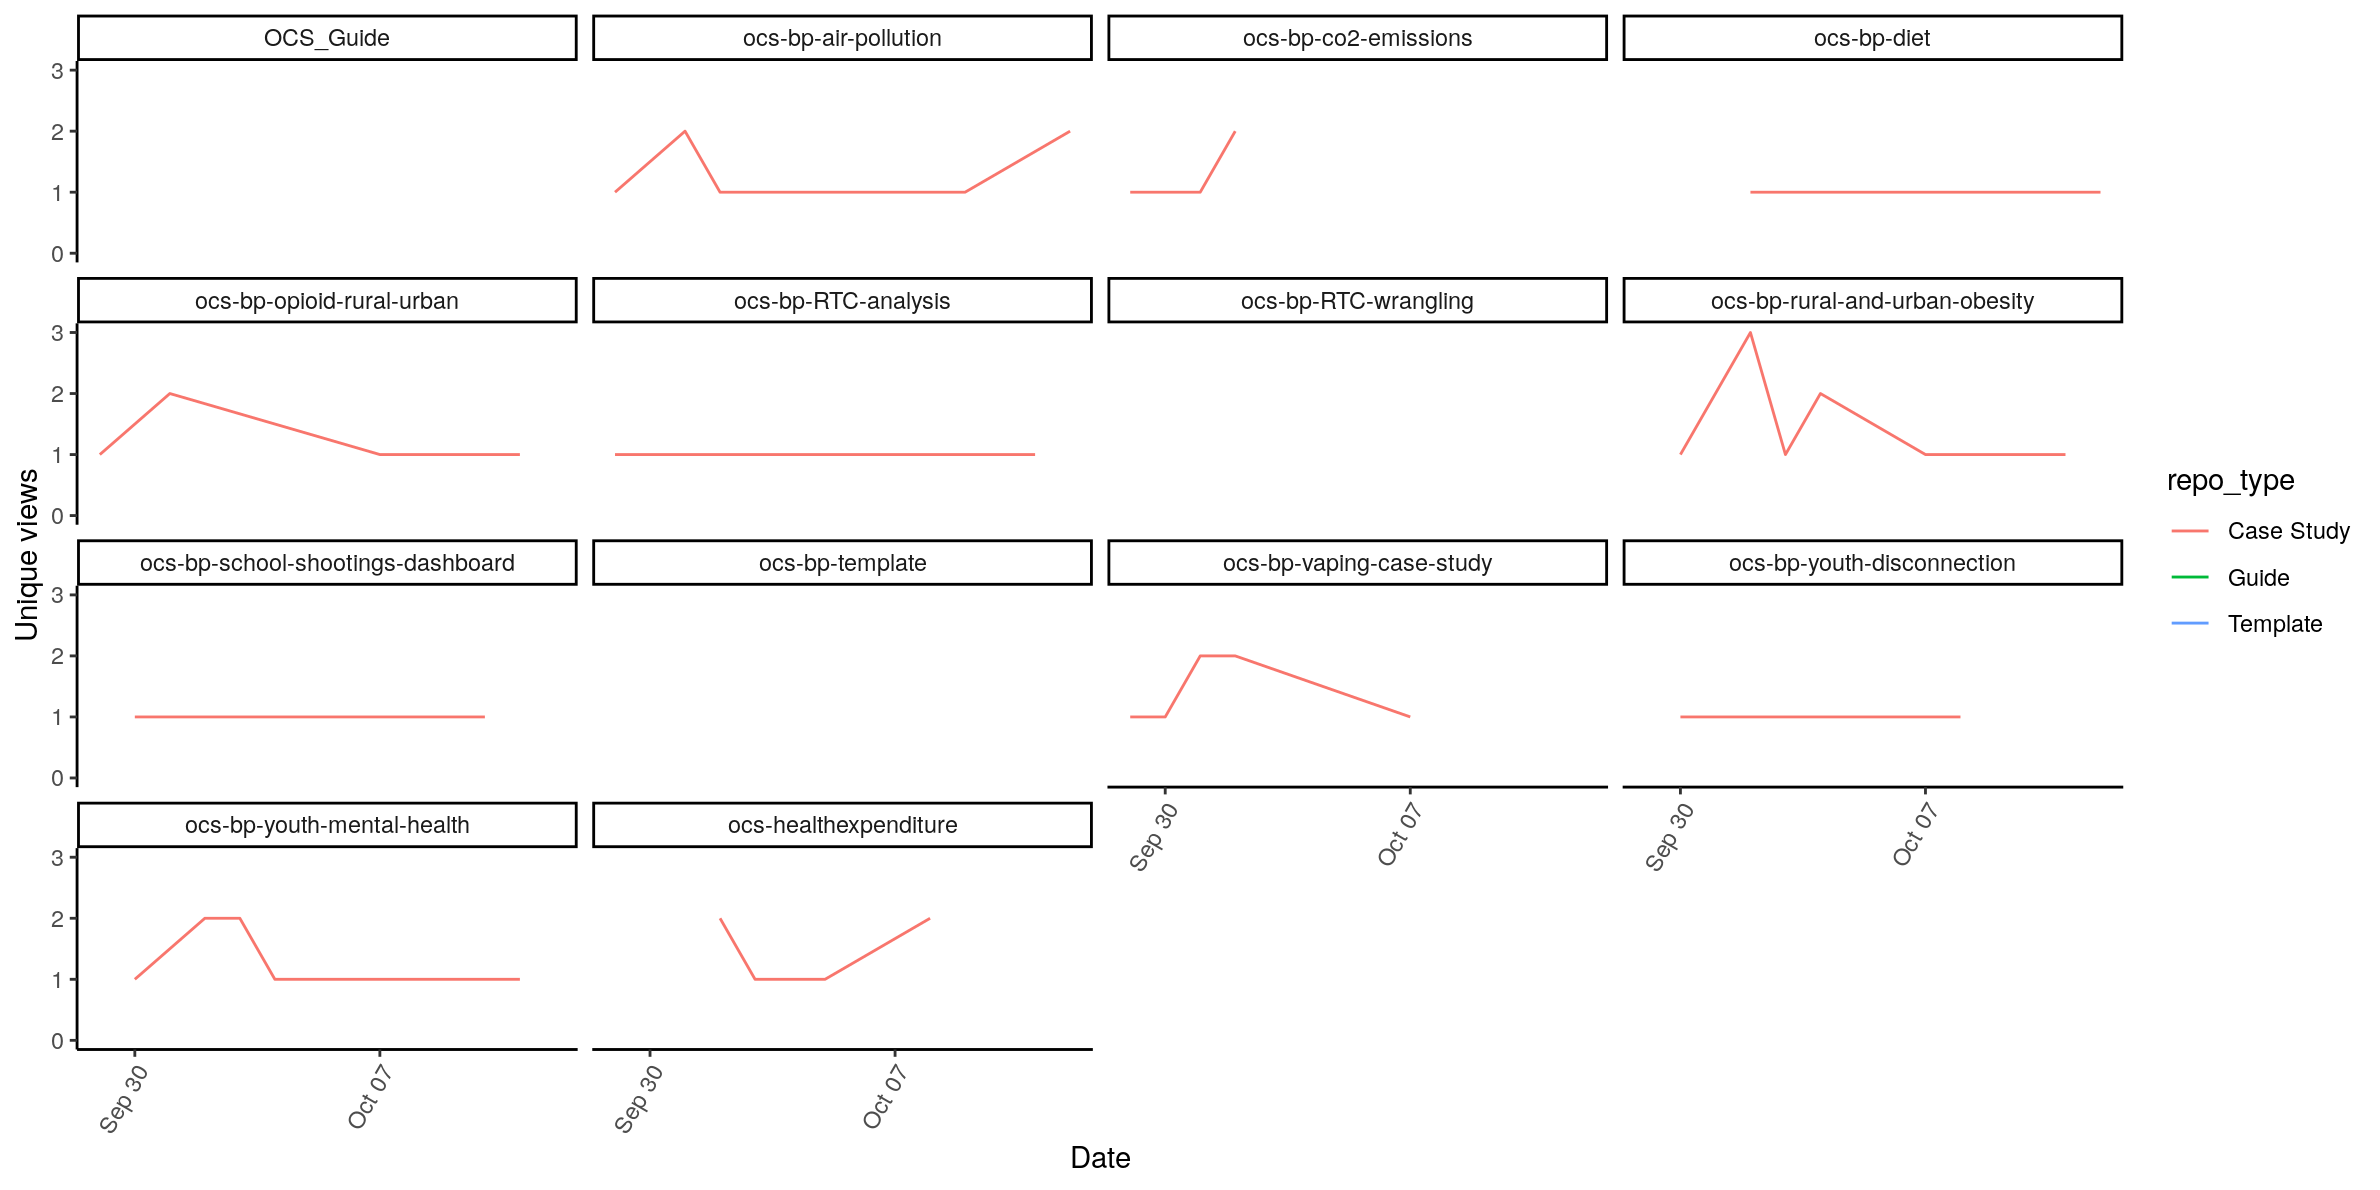 OCS_Guide
ocs-bp-air-pollution
ocs-bp-co2-emissions
ocs-bp-diet
3
2
1
0
ocs-bp-opioid-rural-urban
ocs-bp-RTC-analysis
ocs-bp-RTC-wrangling
ocs-bp-rural-and-urban-obesity
3
2
1
0
ocs-bp-school-shootings-dashboard
ocs-bp-template
ocs-bp-vaping-case-study
ocs-bp-youth-disconnection
3
2
1
0
Sep 30
Oct 07
Sep 30
Oct 07
ocs-bp-youth-mental-health
ocs-healthexpenditure
3
2
1
0
Sep 30
Oct 07
Sep 30
Oct 07
Unique views
Date
repo_type
Case Study
Guide
Template